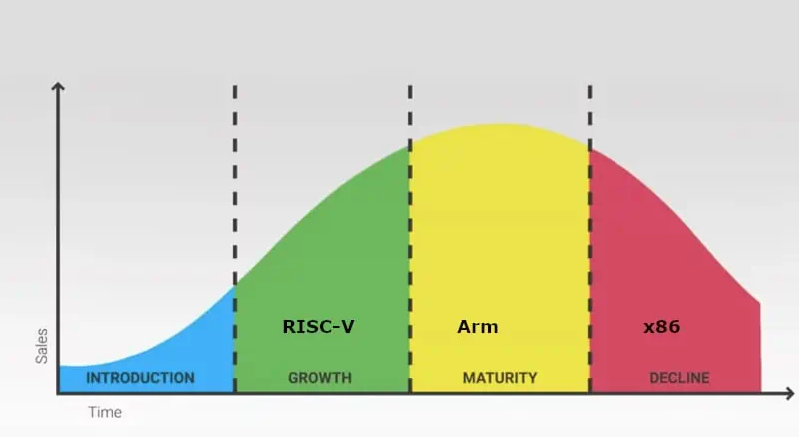 Sales
RISC-V Arm x86
INTRODUCTION GROWTH MATURITY DECLINE
Time